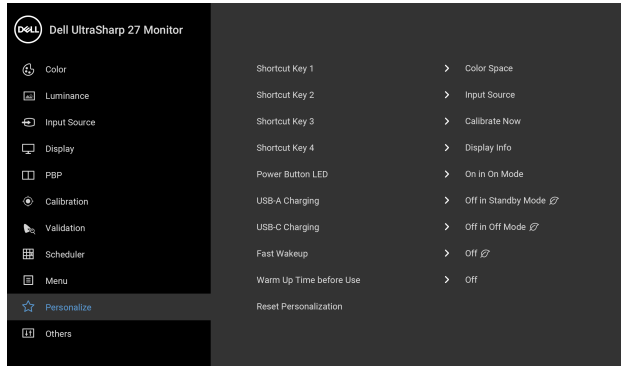 DELL Dell UltraSharp 27 Monitor
Color
Luminance
Input Source
Display
PBP
Calibration
Validation
Scheduler
Menu
Personalize
Others
Shortcut Key 1 > Color Space
Shortcut Key 2 > Input Source
Shortcut Key 3 > Calibrate Now
Shortcut Key 4 > Display Info
Power Button LED > On in On Mode
USB-A Charging > Off in Standby Mode
USB-C Charging > Off in Off Mode
Fast Wakeup > Off
Warm Up Time before Use > Off
Reset Personalization